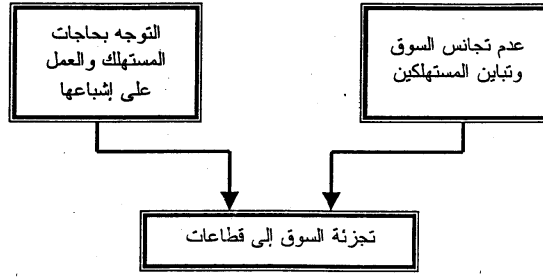 عدم تجانس السوق
وتباين المستهلكين
التوجه بحاجات
المستهلك والعمل
على إشباعها
تجزئة السوق إلى قطاعات